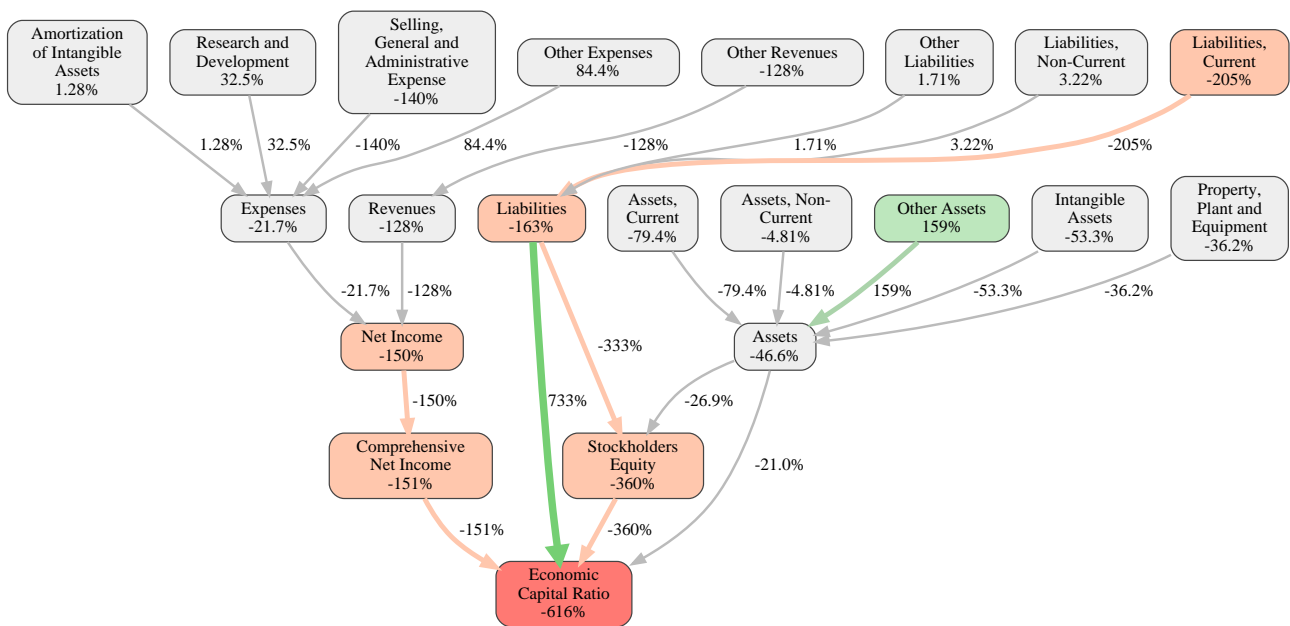 Amortization
of Intangible
Assets
1.28%
Research and
Development
32.5%
Selling,
General and
Administrative
Expense
-140%
Other Expenses
84.4%
Other Revenues
-128%
Other
Liabilities
1.71%
Liabilities,
Non-Current
3.22%
Liabilities,
Current
-205%
1.28%
32.5%
-140%
84.4%
-128%
1.71%
3.22%
-205%
Expenses
-21.7%
Revenues
-128%
Liabilities
-163%
Assets,
Current
-79.4%
Assets, Non-
Current
-4.81%
Other Assets
159%
Intangible
Assets
-53.3%
Property,
Plant and
Equipment
-36.2%
-21.7%
-128%
-79.4%
-4.81%
159%
-53.3%
-36.2%
Net Income
-150%
-333%
Assets
-46.6%
-150%
733%
-26.9%
Comprehensive
Net Income
-151%
Stockholders
Equity
-360%
-21.0%
-151%
-360%
Economic
Capital Ratio
-616%